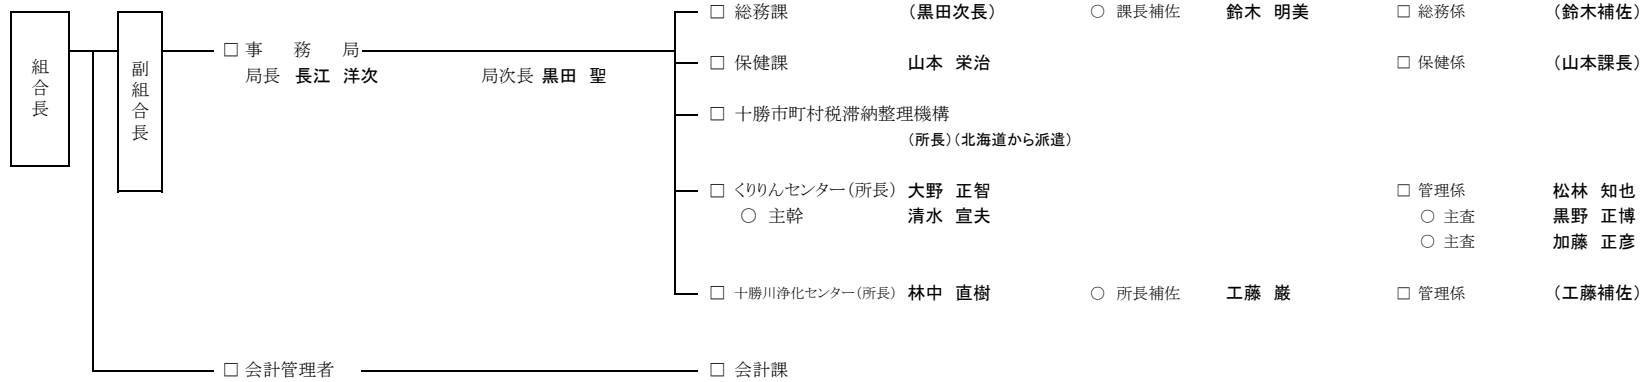 組合長
副組合長
□ 事務局
局長 長江 洋次 局次長 黒田 聖
□ 総務課 (黒田次長) ○ 課長補佐 鈴木 明美 □ 総務係 (鈴木補佐)
□ 保健課 山本 栄治 □ 保健係 (山本課長)
□ 十勝市町村税滞納整理機構
(所長)(北海道から派遣)
□ くりりんセンター(所長) 大野 正智 □ 管理係 松林 知也
○ 主幹 清水 宣夫 ○ 主査 黒野 正博
○ 主査 加藤 正彦
□ 十勝川浄化センター(所長) 林中 直樹 ○ 所長補佐 工藤 巌 □ 管理係 (工藤補佐)
□ 会計管理者 □ 会計課